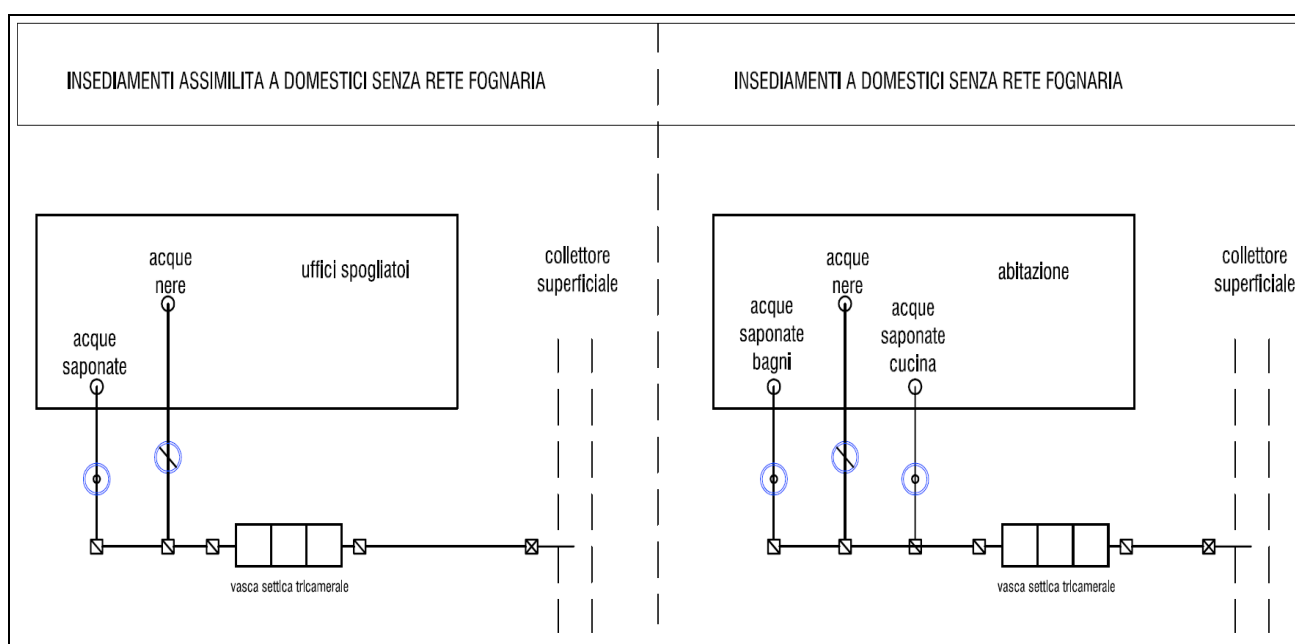 INSEDIAMENTI ASSIMILITA A DOMESTICI SENZA RETE FOGNARIA
INSEDIAMENTI A DOMESTICI SENZA RETE FOGNARIA
acque
nere
uffici spogliatoi
acque
saponate
collettore
superficiale
vasca settica tricamerale
acque
nere
abitazione
acque
saponate
bagni
acque
saponate
cucina
collettore
superficiale
vasca settica tricamerale